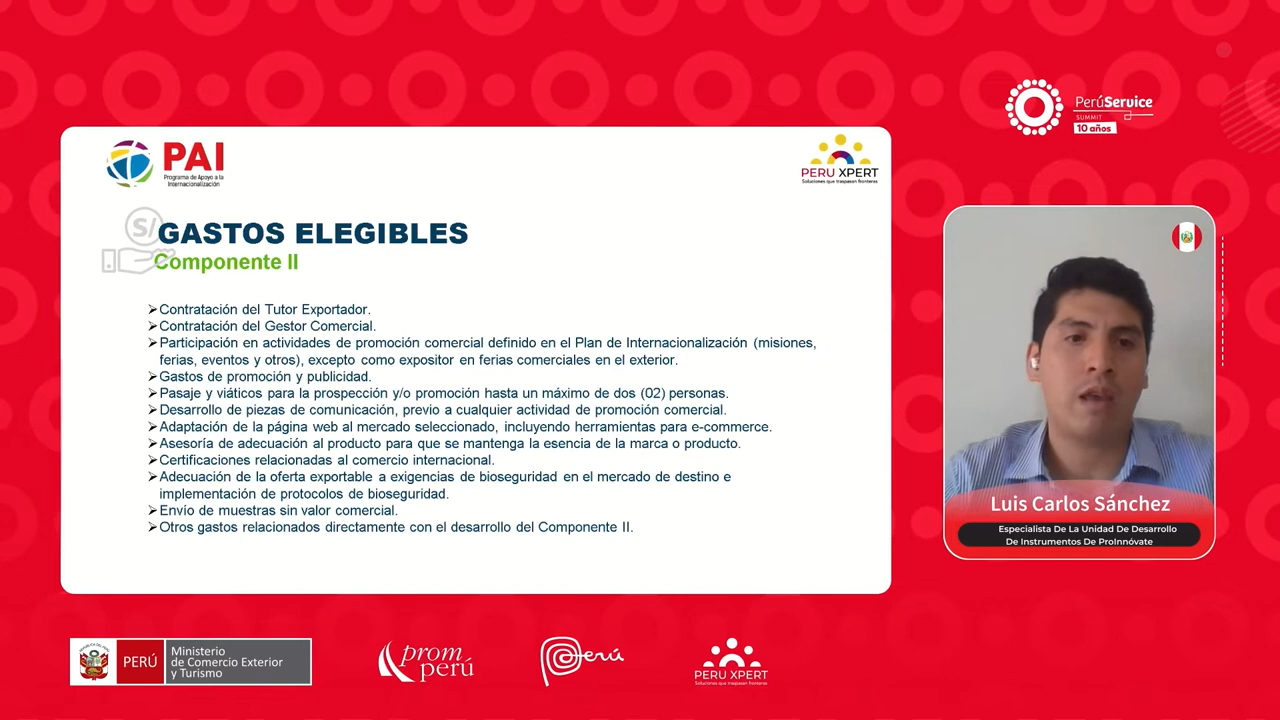 PAI
Programa de Apoyo a la
Internacionalización
PERU XPERT
Soluciones que traspasan fronteras
S/
GASTOS ELEGIBLES
Componente II
➢Contratación del Tutor Exportador.
➢Contratación del Gestor Comercial.
➢Participación en actividades de promoción comercial definido en el Plan de Internacionalización (misiones,
ferias, eventos y otros), excepto como expositor en ferias comerciales en el exterior.
➢Gastos de promoción y publicidad.
➢Pasaje y viáticos para la prospección y/o promoción hasta un máximo de dos (02) personas.
➢Desarrollo de piezas de comunicación, previo a cualquier actividad de promoción comercial.
➢Adaptación de la página web al mercado seleccionado, incluyendo herramientas para e-commerce.
➢Asesoría de adecuación al producto para que se mantenga la esencia de la marca o producto.
➢Certificaciones relacionadas al comercio internacional.
➢Adecuación de la oferta exportable a exigencias de bioseguridad en el mercado de destino e
implementación de protocolos de bioseguridad.
➢Envío de muestras sin valor comercial.
➢Otros gastos relacionados directamente con el desarrollo del Componente II.
PerúService
SUMMIT
10 años
Luis Carlos Sánchez
Especialista De La Unidad De Desarrollo
De Instrumentos De ProInnóvate
PERÚ
Ministerio
de Comercio Exterior
y Turismo
prom
perú
Perú
PERU XPERT
Soluciones que traspasan fronteras